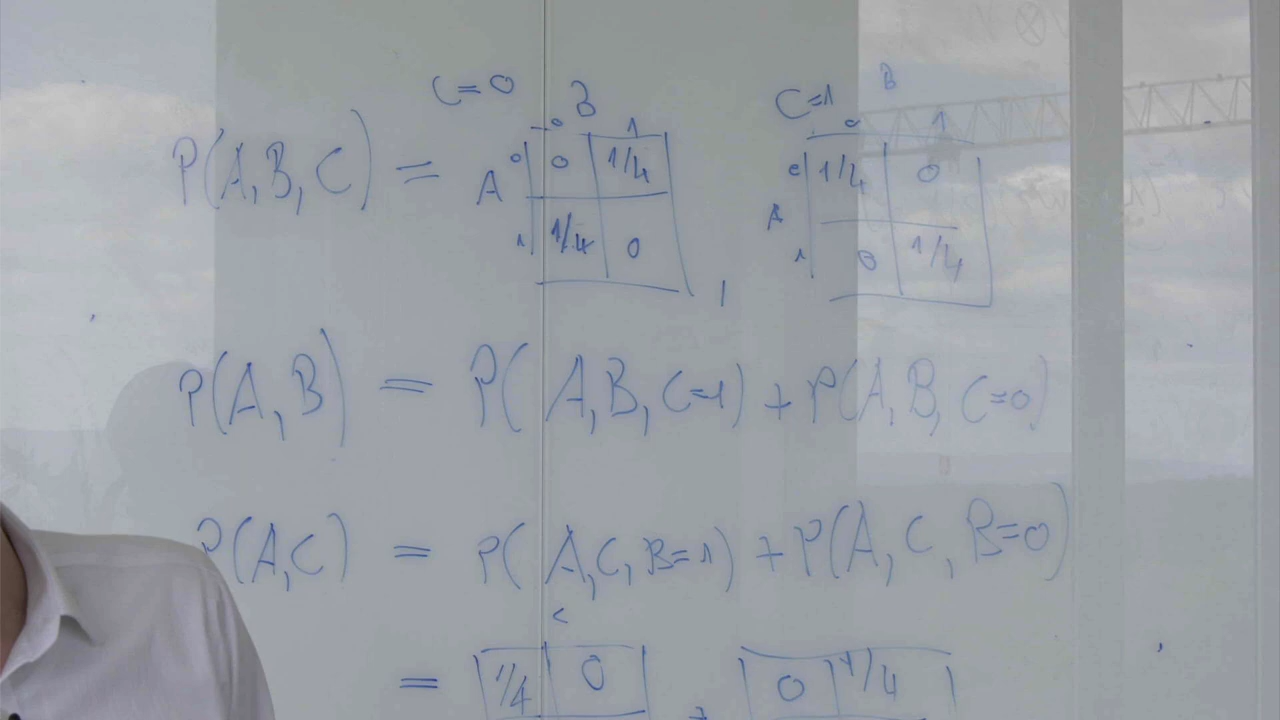 C=0 B C=1 B
0 1 0 1
P(A,B,C) = A 0 0 1/4 A 0 1/4 0
1 1/4 0 , 1 0 1/4
P(A,B) = P(A,B,C=1) + P(A,B,C=0)
P(A,C) = P(A,C,B=1) + P(A,C,B=0)
C
= 1/4 0 + 0 1/4